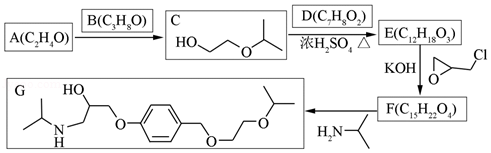 A(C₂H₄O) B(C₃H₈O) C HO O D(C₇H₈O₂) 浓H₂SO₄ △ E(C₁₂H₁₈O₃)
KOH O Cl
G HO N H O O O F(C₁₅H₂₂O₄)
H₂N